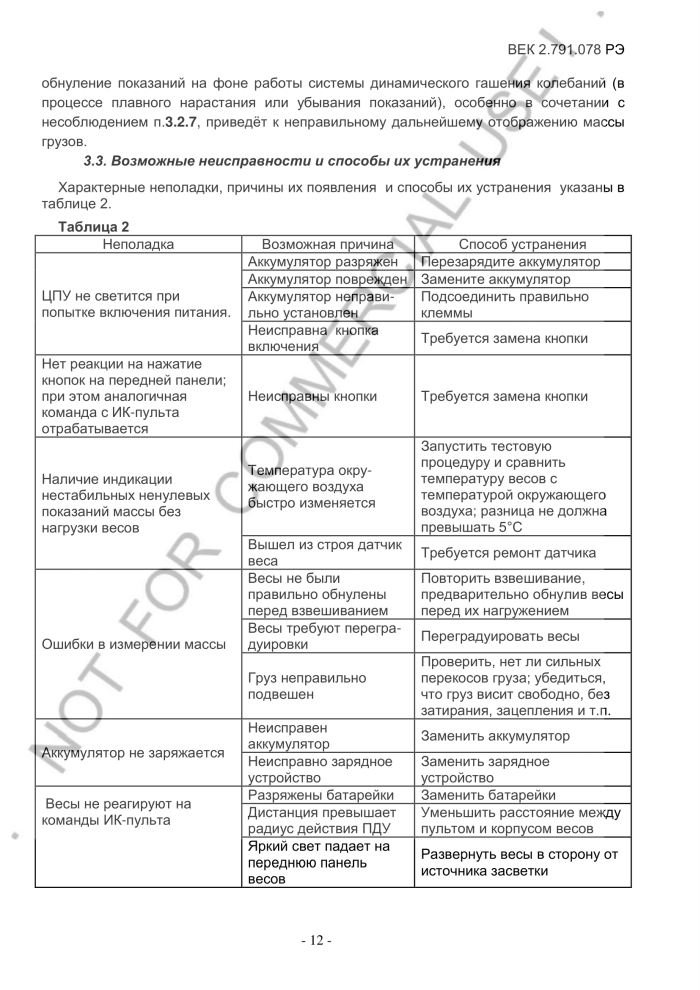 ВЕК 2.791.078 РЭ
обнуление показаний на фоне работы системы динамического гашения колебаний (в
процессе плавного нарастания или убывания показаний), особенно в сочетании с
несоблюдением п.3.2.7, приведёт к неправильному дальнейшему отображению массы
грузов.
3.3. Возможные неисправности и способы их устранения
Характерные неполадки, причины их появления и способы их устранения указаны в
таблице 2.
Таблица 2
Неполадка Возможная причина Способ устранения
ЦПУ не светится при
попытке включения питания.
Аккумулятор разряжен Перезарядите аккумулятор
Аккумулятор поврежден Замените аккумулятор
Аккумулятор неправи- Подсоединить правильно
льно установлен клеммы
Неисправна кнопка
включения
Требуется замена кнопки
Нет реакции на нажатие
кнопок на передней панели;
при этом аналогичная
команда с ИК-пульта
отрабатывается
Неисправны кнопки
Требуется замена кнопки
Наличие индикации
нестабильных ненулевых
показаний массы без
нагрузки весов
Температура окру-
жающего воздуха
быстро изменяется
Запустить тестовую
процедуру и сравнить
температуру весов с
температурой окружающего
воздуха; разница не должна
превышать 5°С
Вышел из строя датчик
веса
Требуется ремонт датчика
Ошибки в измерении массы
Весы не были
правильно обнулены
перед взвешиванием
Повторить взвешивание,
предварительно обнулив весы
перед их нагружением
Весы требуют перегра-
дуировки
Переградуировать весы
Груз неправильно
подвешен
Проверить, нет ли сильных
перекосов груза; убедиться,
что груз висит свободно, без
затирания, зацепления и т.п.
Аккумулятор не заряжается
Неисправен
аккумулятор
Заменить аккумулятор
Неисправно зарядное
устройство
Заменить зарядное
устройство
Весы не реагируют на
команды ИК-пульта
Разряжены батарейки Заменить батарейки
Дистанция превышает
радиус действия ПДУ
Уменьшить расстояние между
пультом и корпусом весов
Яркий свет падает на
переднюю панель
весов
Развернуть весы в сторону от
источника засветки
- 12 -
NOT FOR COMMERCIAL USE !